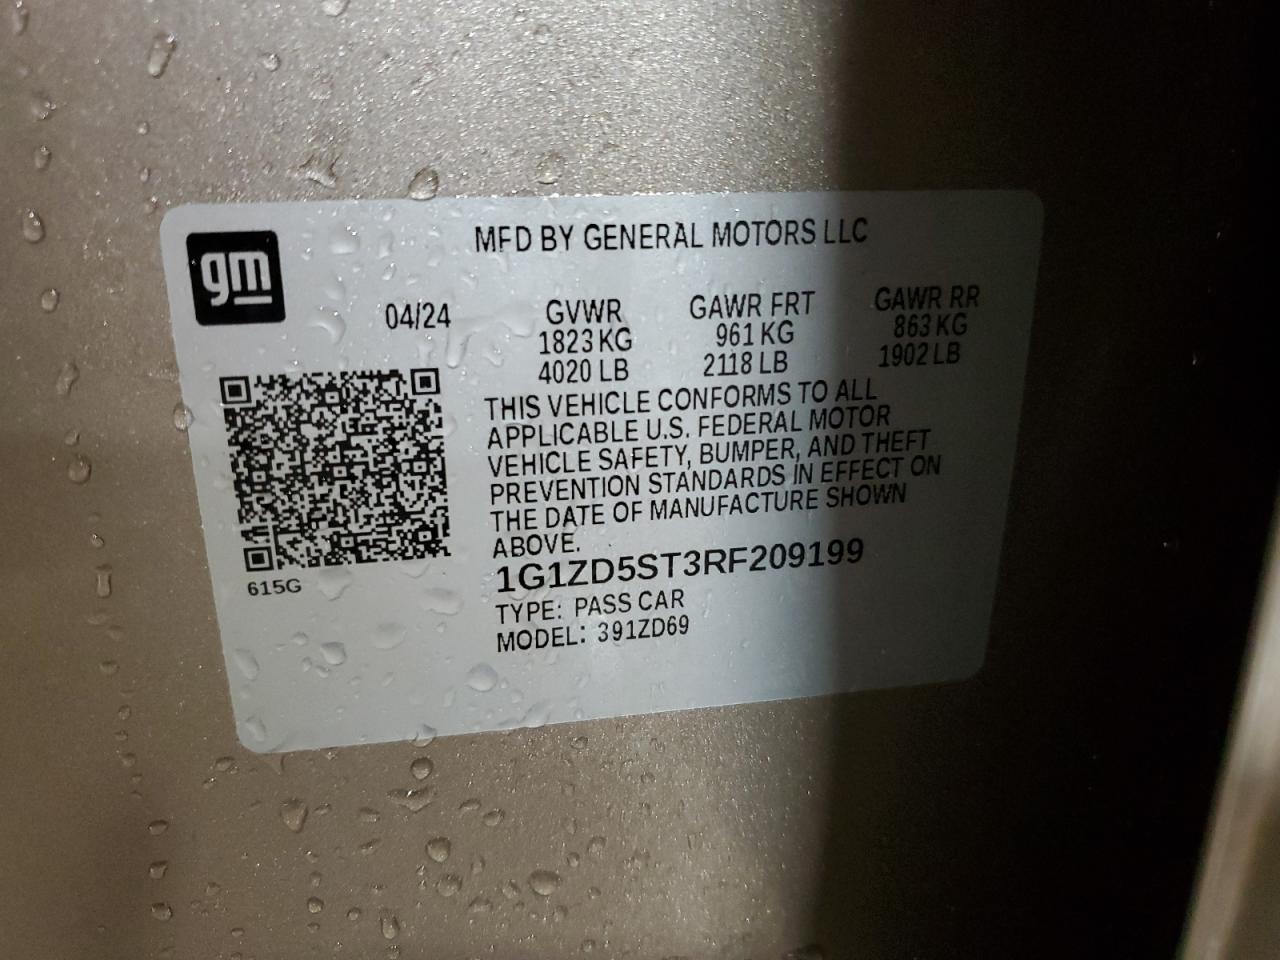 gm
MFD BY GENERAL MOTORS LLC
04/24 GVWR GAWR FRT GAWR RR
1823 KG 961 KG 863 KG
4020 LB 2118 LB 1902 LB
THIS VEHICLE CONFORMS TO ALL
APPLICABLE U.S. FEDERAL MOTOR
VEHICLE SAFETY, BUMPER, AND THEFT
PREVENTION STANDARDS IN EFFECT ON
THE DATE OF MANUFACTURE SHOWN
ABOVE.
615G
1G1ZD5ST3RF209199
TYPE: PASS CAR
MODEL: 391ZD69